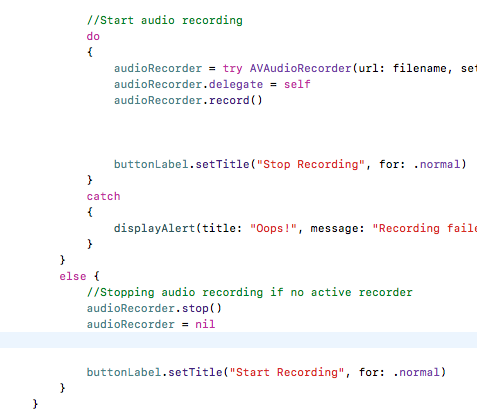 //Start audio recording
do
{
audioRecorder = try AVAudioRecorder(url: filename,
audioRecorder.delegate = self
audioRecorder.record()
buttonLabel.setTitle("Stop Recording", for: .normal)
}
catch
{
displayAlert(title: "Oops!", message: "Recording
}
}
else {
//Stopping audio recording if no active recorder
audioRecorder.stop()
audioRecorder = nil
buttonLabel.setTitle("Start Recording", for: .normal)
}
}